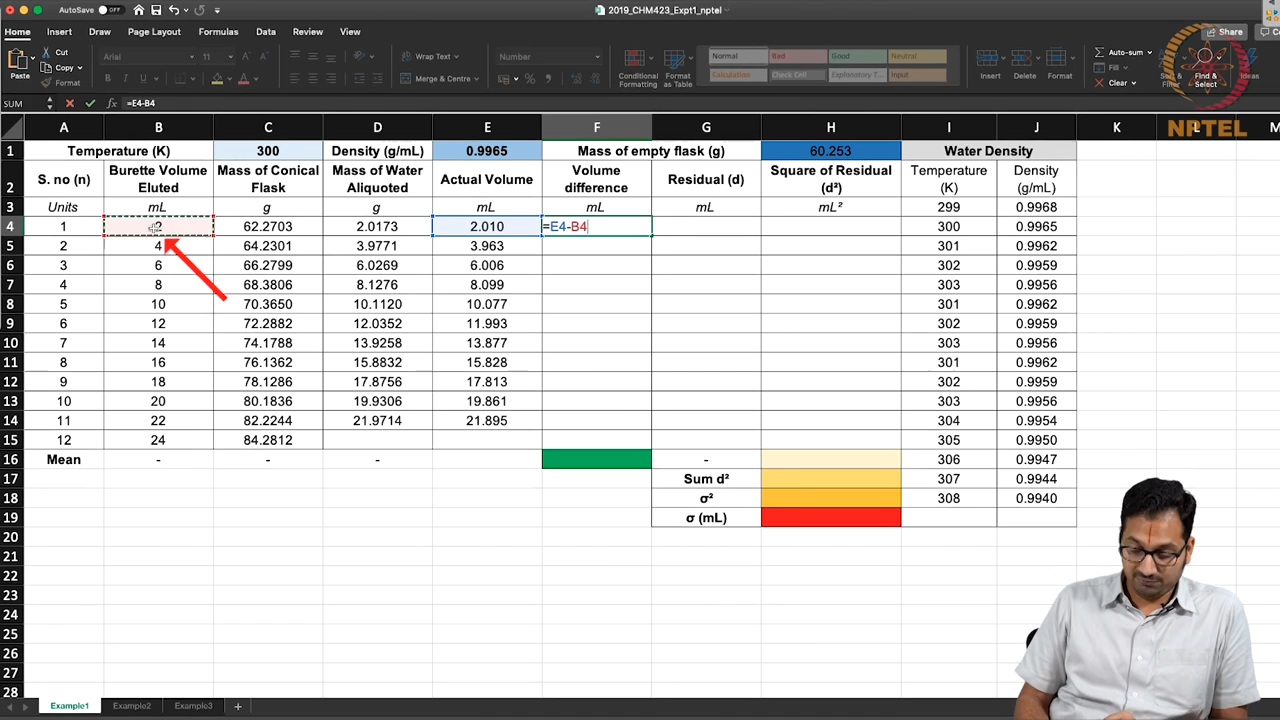 AutoSave OFF 2019_CHM423_Expt1_nptel
Home Insert Draw Page Layout Formulas Data Review View Share
Paste Cut Copy Format Arial 11 Wrap Text Merge & Centre Number Conditional Formatting Format as Table Normal Bad Good Neutral Calculation Check Cell Explanatory T... Input Insert Delete Format Auto-sum Fill Clear Find & Select Ideas
NPTEL
SUM fx =E4-B4
A B C D E F G H I J K L M
1 Temperature (K) 300 Density (g/mL) 0.9965 Mass of empty flask (g) 60.253 Water Density
2 S. no (n) Burette Volume Eluted Mass of Conical Flask Mass of Water Aliquoted Actual Volume Volume difference Residual (d) Square of Residual (d²) Temperature (K) Density (g/mL)
3 Units mL g g mL mL mL mL² 299 0.9968
4 1 2 62.2703 2.0173 2.010 =E4-B4 300 0.9965
5 2 4 64.2301 3.9771 3.963 301 0.9962
6 3 6 66.2799 6.0269 6.006 302 0.9959
7 4 8 68.3806 8.1276 8.099 303 0.9956
8 5 10 70.3650 10.1120 10.077 301 0.9962
9 6 12 72.2882 12.0352 11.993 302 0.9959
10 7 14 74.1788 13.9258 13.877 303 0.9956
11 8 16 76.1362 15.8832 15.828 301 0.9962
12 9 18 78.1286 17.8756 17.813 302 0.9959
13 10 20 80.1836 19.9306 19.861 303 0.9956
14 11 22 82.2244 21.9714 21.895 304 0.9954
15 12 24 84.2812 305 0.9950
16 Mean - - - - 306 0.9947
17 Sum d² 307 0.9944
18 σ² 308 0.9940
19 σ (mL)
20
21
22
23
24
25
26
27
28
Example1 Example2 Example3 +